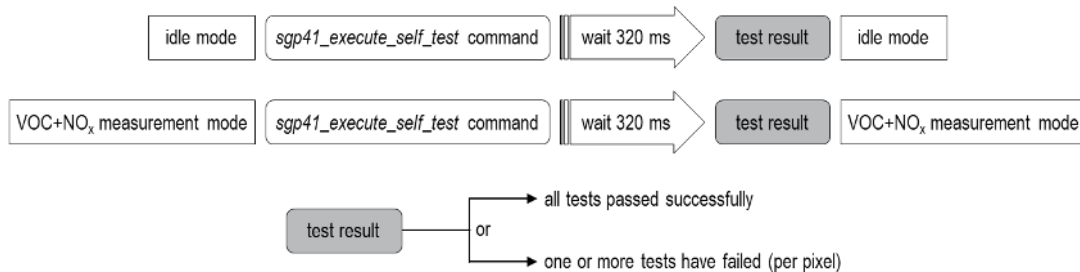 idle mode sgp41_execute_self_test command wait 320 ms test result idle mode
VOC+NOx measurement mode sgp41_execute_self_test command wait 320 ms test result VOC+NOx measurement mode
all tests passed successfully
test result or
one or more tests have failed (per pixel)